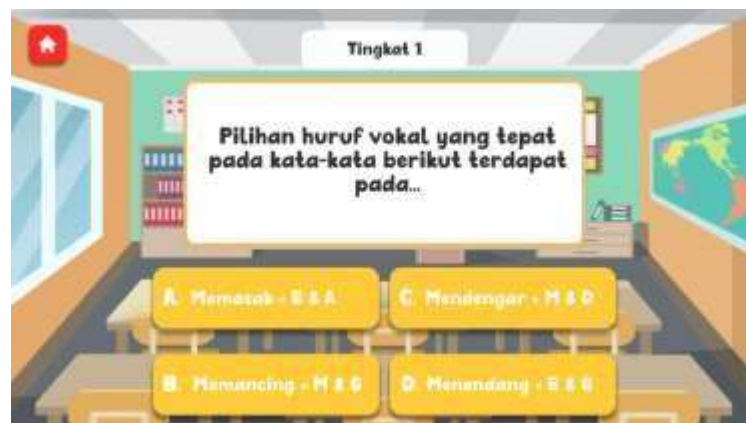 Tingkat 1
Pilihan huruf vokal yang tepat
pada kata-kata berikut terdapat
pada...
A. Memasak - E & A
C. Mendengar - M & D
B. Memancing - M & G
D. Menendang -